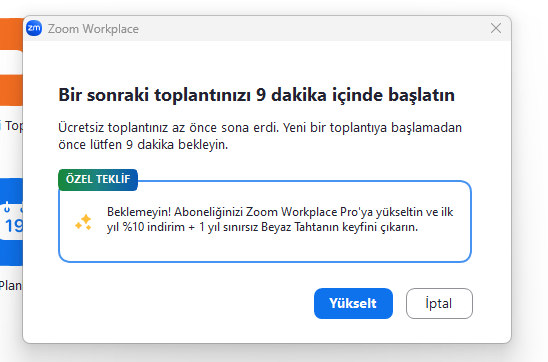 zm Zoom Workplace
Bir sonraki toplantınızı 9 dakika içinde başlatın
Ücretsiz toplantınız az önce sona erdi. Yeni bir toplantıya başlamadan
önce lütfen 9 dakika bekleyin.
ÖZEL TEKLİF
Beklemeyin! Aboneliğinizi Zoom Workplace Pro'ya yükseltin ve ilk
yıl %10 indirim + 1 yıl sınırsız Beyaz Tahtanın keyfini çıkarın.
Yükselt
İptal
19
Plan